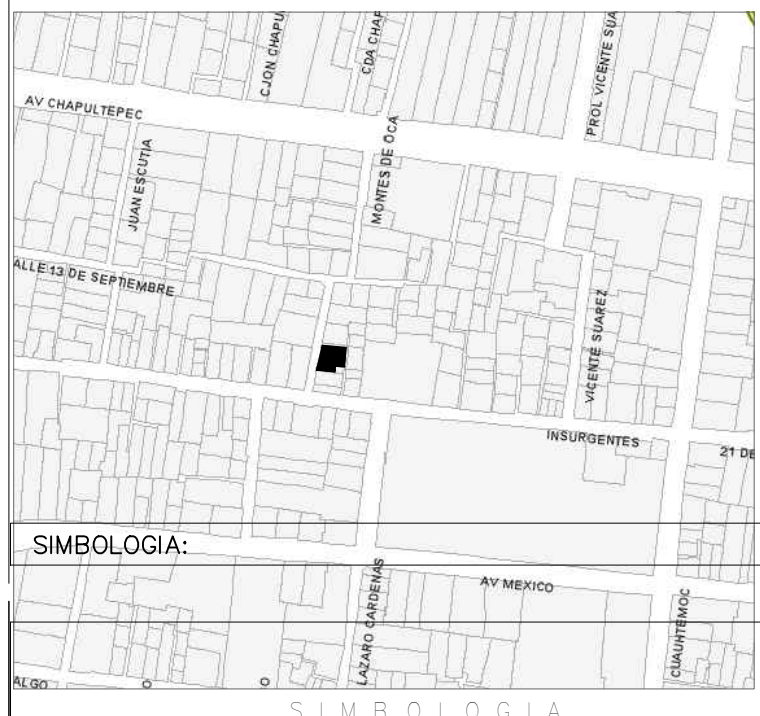 CJON CHAPU
CDA CHAP
PROL VICENTE SUA
AV CHAPULTEPEC
JUAN ESCUTIA
MONTES DE OCA
ALLE 13 DE SEPTIEMBRE
VICENTE SUAREZ
INSURGENTES
21 DE
SIMBOLOGIA:
LAZARO CARDENAS
AV MEXICO
CUAUHTEMOC
ALGO
O
O
SIMBOLOGIA